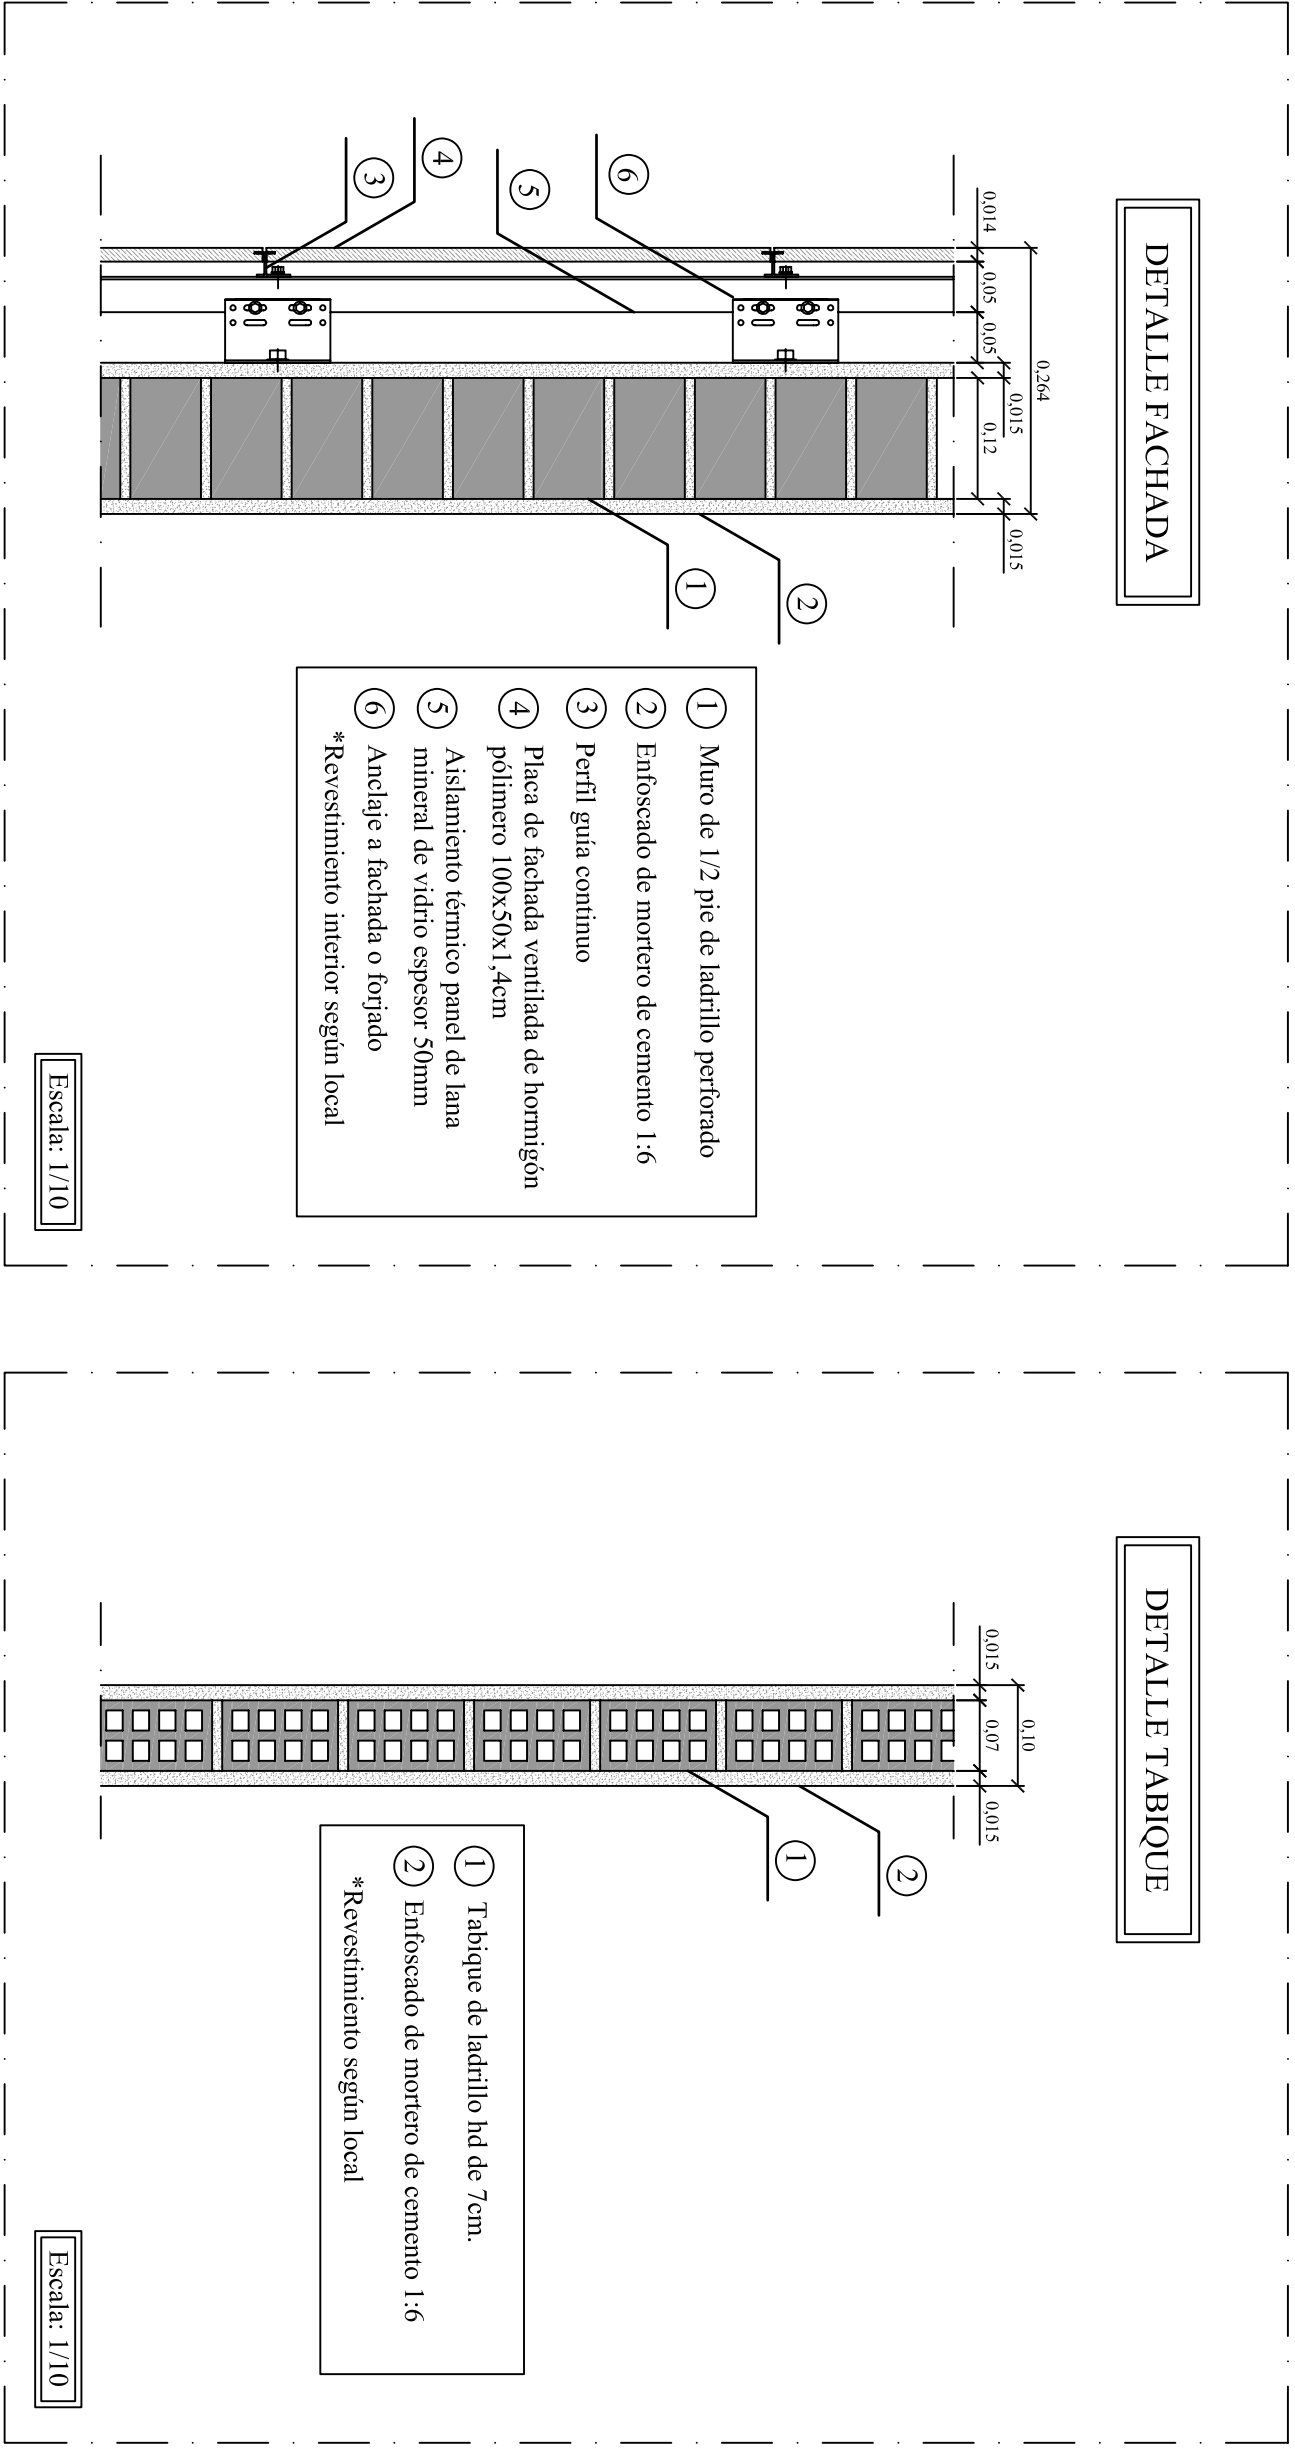 DETALLE FACHADA
0,264
0,015
0,015
0,014
0,05
0,05
0,12
6
5
4
3
2
1
1 Muro de 1/2 pie de ladrillo perforado
2 Enfoscado de mortero de cemento 1:6
3 Perfil guía continuo
4 Placa de fachada ventilada de hormigón
pólimero 100x50x1,4cm
5 Aislamiento térmico panel de lana
mineral de vidrio espesor 50mm
6 Anclaje a fachada o forjado
*Revestimiento interior según local
Escala: 1/10
DETALLE TABIQUE
0,10
0,015
0,07
0,015
2
1
1 Tabique de ladrillo hd de 7cm.
2 Enfoscado de mortero de cemento 1:6
*Revestimiento según local
Escala: 1/10